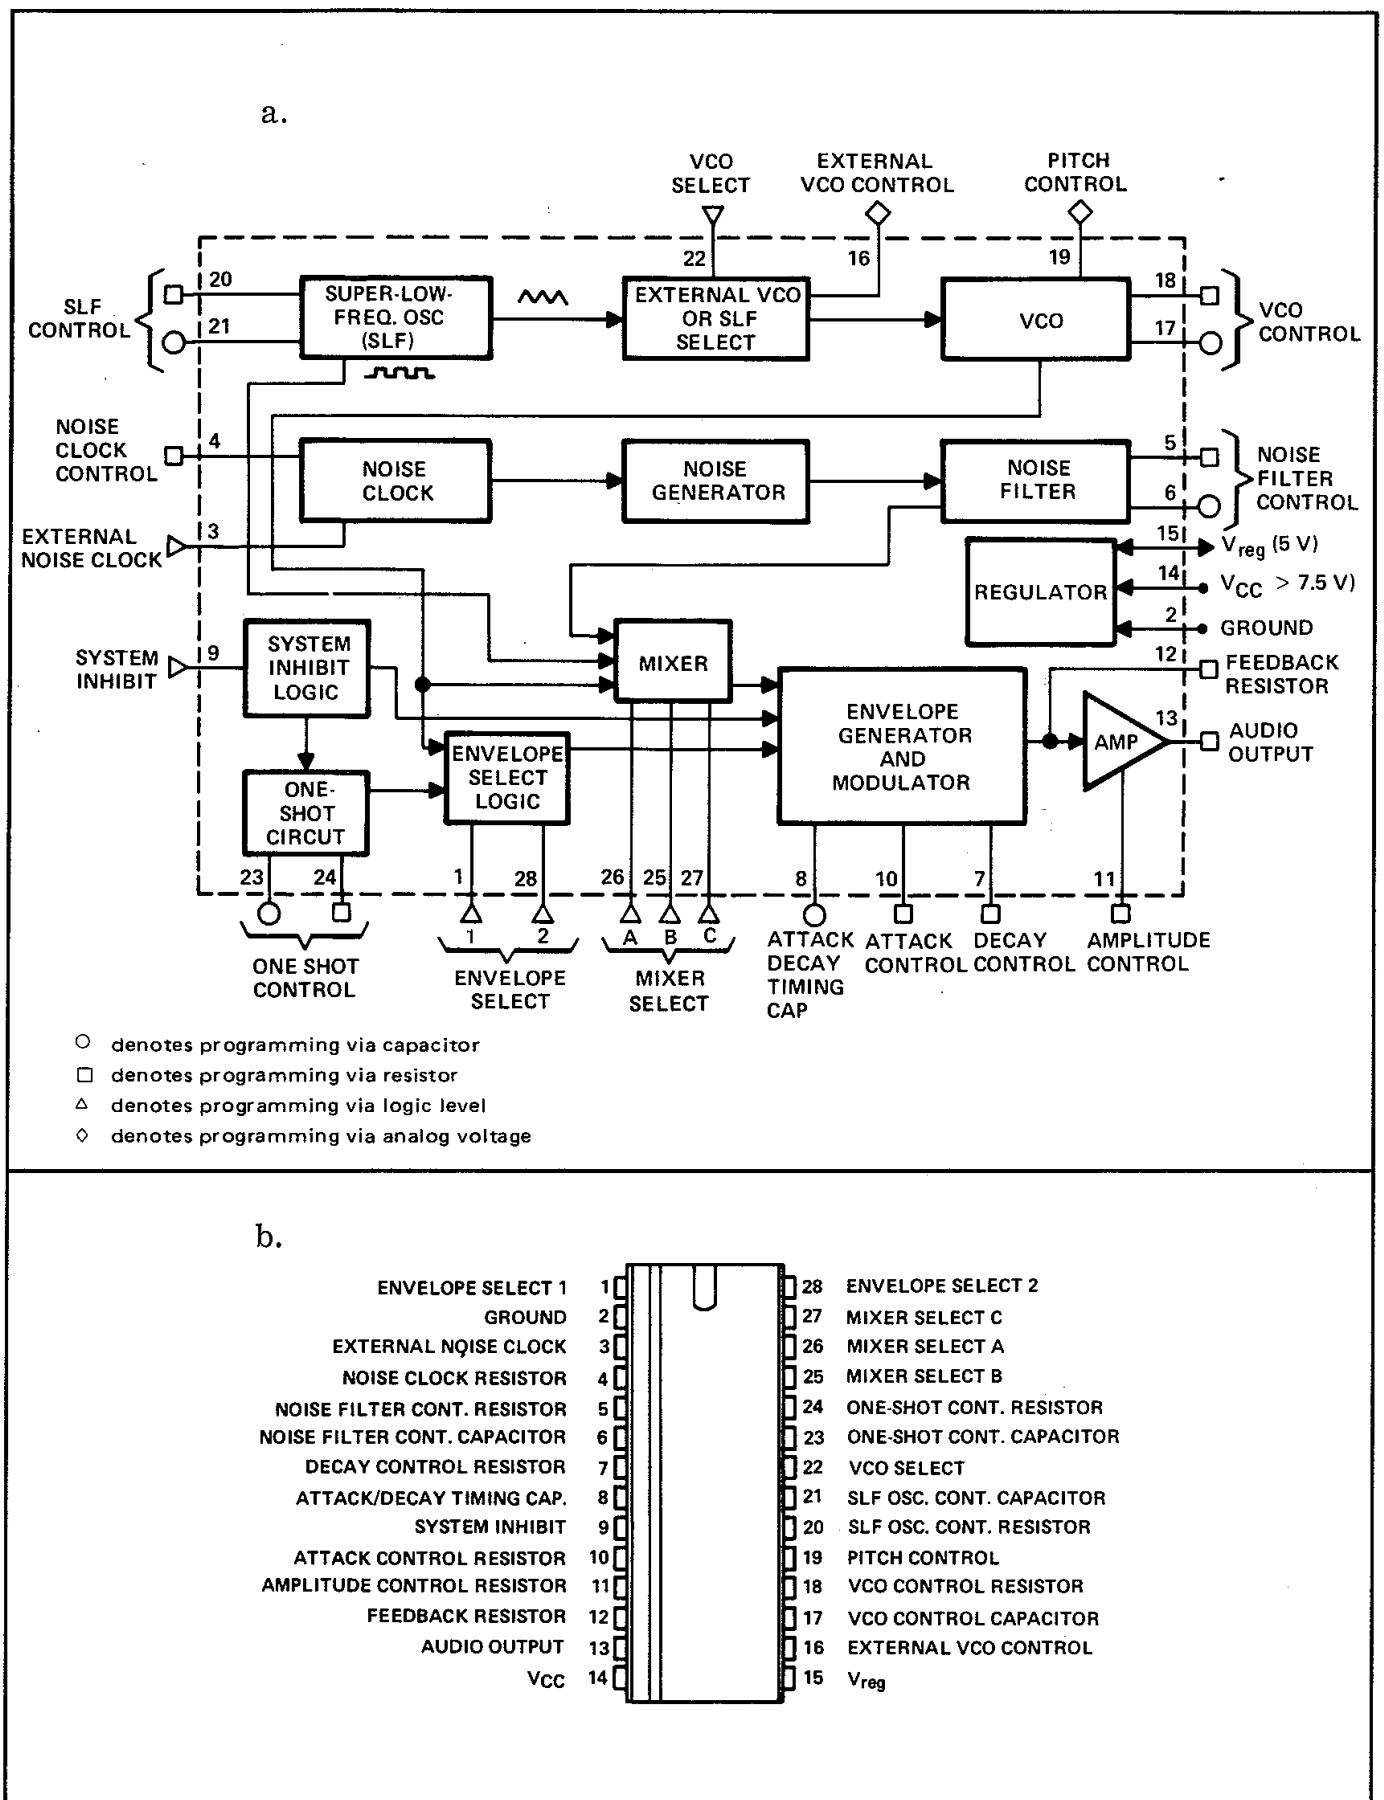 a.
VCO
SELECT
EXTERNAL
VCO CONTROL
PITCH
CONTROL
22
16
19
SLF
CONTROL
20
21
SUPER-LOW-
FREQ. OSC
(SLF)
EXTERNAL VCO
OR SLF
SELECT
VCO
18
17
VCO
CONTROL
NOISE
CLOCK
CONTROL
4
NOISE
CLOCK
NOISE
GENERATOR
NOISE
FILTER
5
6
NOISE
FILTER
CONTROL
EXTERNAL
NOISE CLOCK
3
REGULATOR
15
Vreg (5 V)
14
VCC > 7.5 V)
2
GROUND
SYSTEM
INHIBIT
9
SYSTEM
INHIBIT
LOGIC
MIXER
12
FEEDBACK
RESISTOR
ENVELOPE
GENERATOR
AND
MODULATOR
AMP
13
AUDIO
OUTPUT
ONE-
SHOT
CIRCUT
ENVELOPE
SELECT
LOGIC
23
24
1
28
26
25
27
8
10
7
11
1
2
A
B
C
ONE SHOT
CONTROL
ENVELOPE
SELECT
MIXER
SELECT
ATTACK
DECAY
TIMING
CAP
ATTACK
CONTROL
DECAY
CONTROL
AMPLITUDE
CONTROL
denotes programming via capacitor
denotes programming via resistor
denotes programming via logic level
denotes programming via analog voltage
b.
ENVELOPE SELECT 1 1
28 ENVELOPE SELECT 2
GROUND 2
27 MIXER SELECT C
EXTERNAL NOISE CLOCK 3
26 MIXER SELECT A
NOISE CLOCK RESISTOR 4
25 MIXER SELECT B
NOISE FILTER CONT. RESISTOR 5
24 ONE-SHOT CONT. RESISTOR
NOISE FILTER CONT. CAPACITOR 6
23 ONE-SHOT CONT. CAPACITOR
DECAY CONTROL RESISTOR 7
22 VCO SELECT
ATTACK/DECAY TIMING CAP. 8
21 SLF OSC. CONT. CAPACITOR
SYSTEM INHIBIT 9
20 SLF OSC. CONT. RESISTOR
ATTACK CONTROL RESISTOR 10
19 PITCH CONTROL
AMPLITUDE CONTROL RESISTOR 11
18 VCO CONTROL RESISTOR
FEEDBACK RESISTOR 12
17 VCO CONTROL CAPACITOR
AUDIO OUTPUT 13
16 EXTERNAL VCO CONTROL
VCC 14
15 Vreg